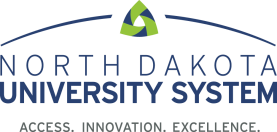 NORTH DAKOTA
UNIVERSITY SYSTEM
ACCESS. INNOVATION. EXCELLENCE.